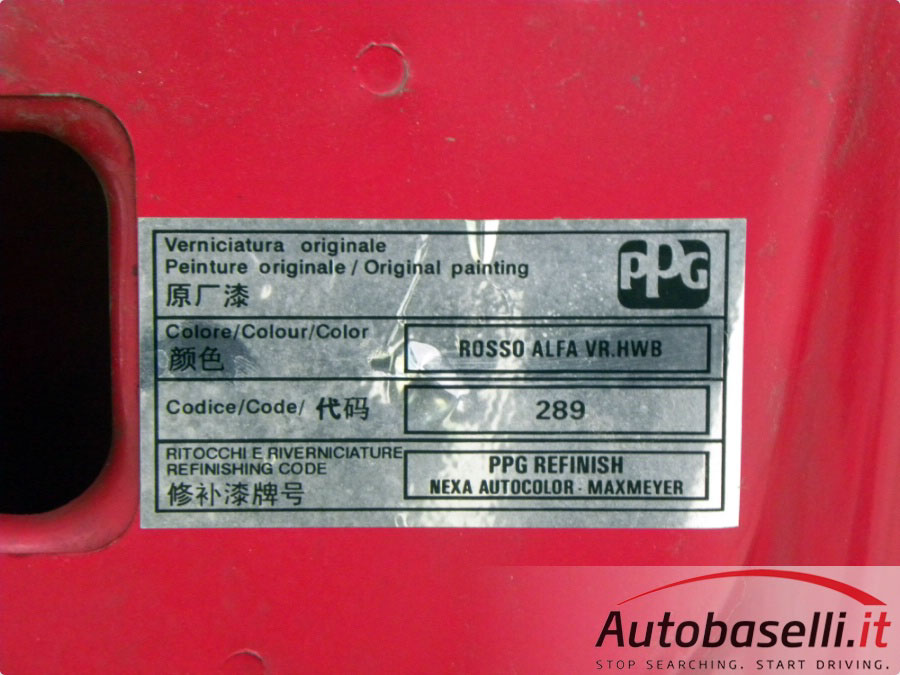 Verniciatura originale
Peinture originale / Original painting
原厂漆
PPG
Colore/Colour/Color
颜色
ROSSO ALFA VR.HWB
Codice/Code/ 代码
289
RITOCCHI E RIVERNICIATURE
REFINISHING CODE
修补漆牌号
PPG REFINISH
NEXA AUTOCOLOR - MAXMEYER
Autobaselli.it
STOP SEARCHING. START DRIVING.